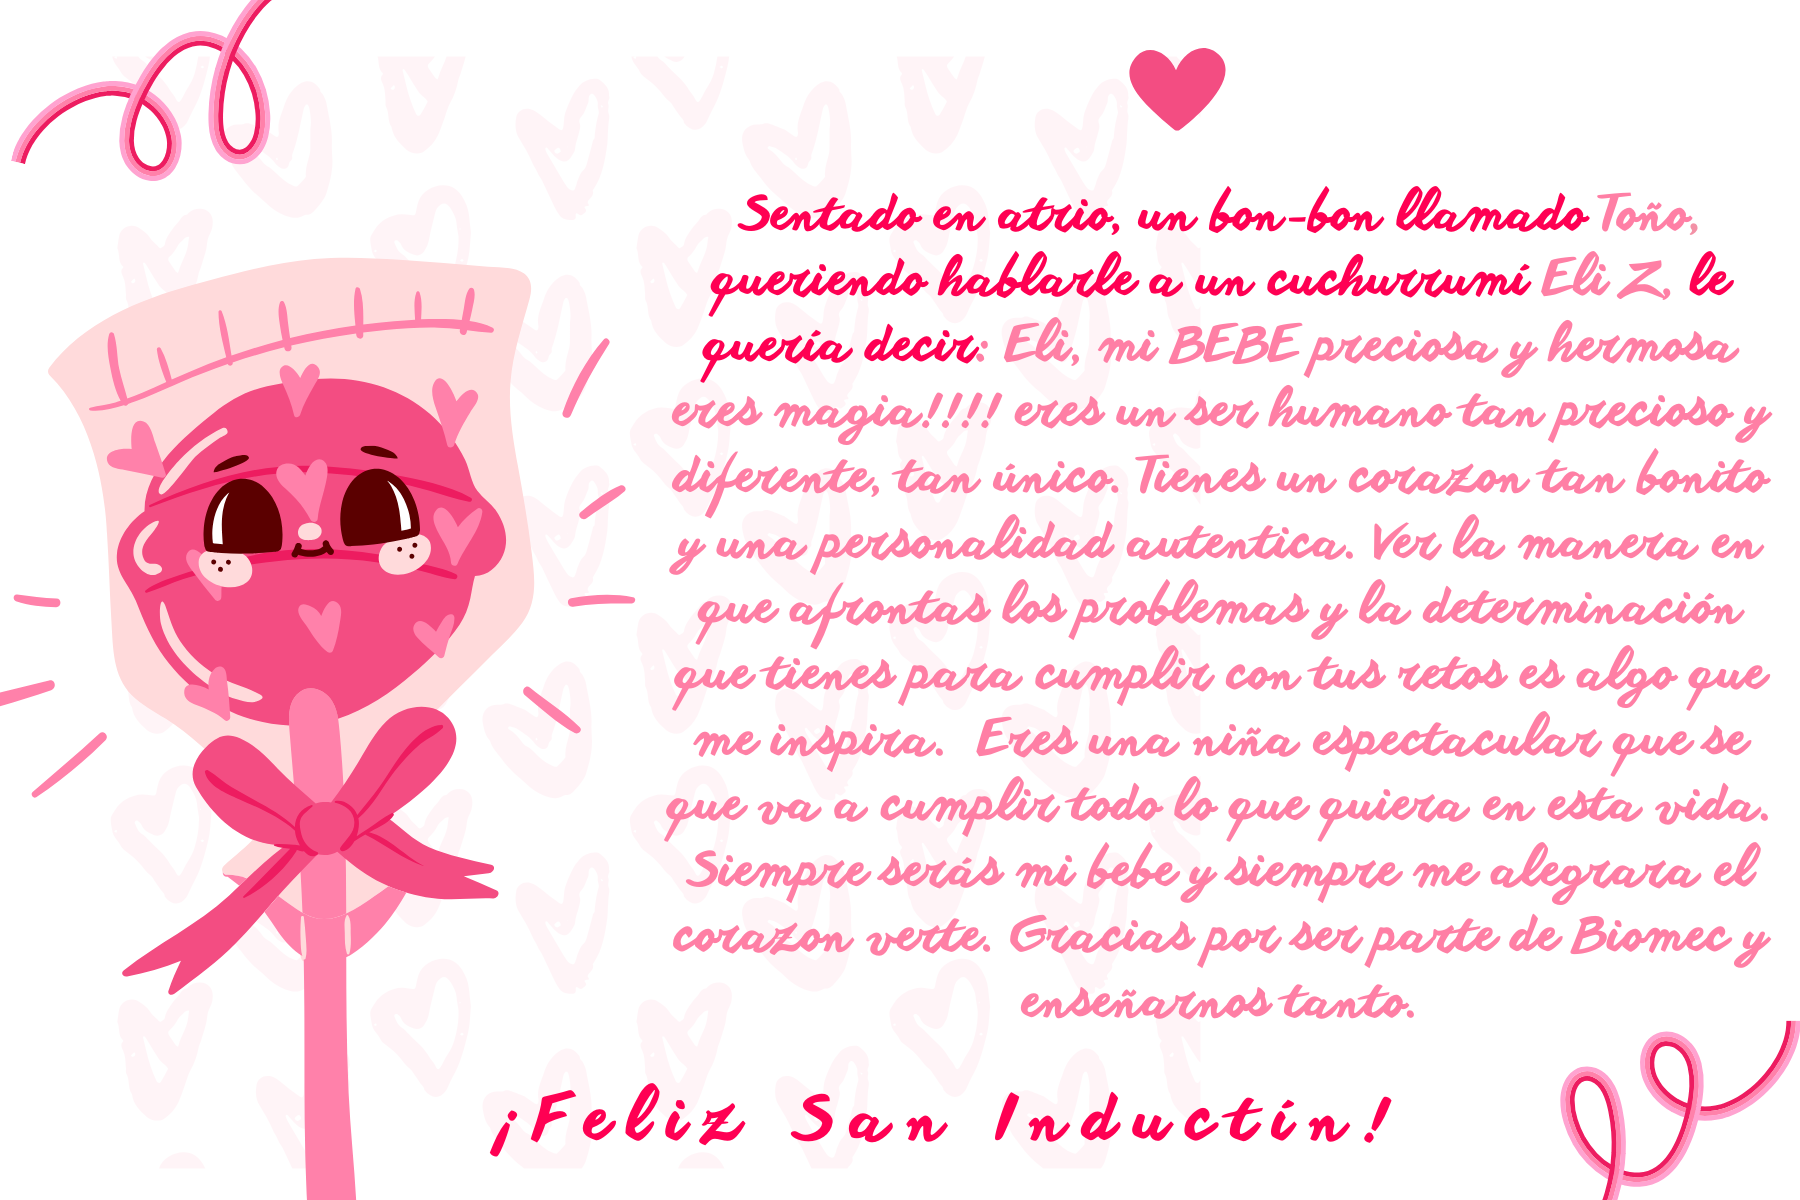 Sentado en atrio, un bon-bon llamado Toño,
queriendo hablarle a un cuchurrumí Eli Z, le
quería decir: Eli, mi BEBE preciosa y hermosa
eres magia!!!! eres un ser humano tan precioso y
diferente, tan único. Tienes un corazon tan bonito
y una personalidad autentica. Ver la manera en
que afrontas los problemas y la determinación
que tienes para cumplir con tus retos es algo que
me inspira. Eres una niña espectacular que se
que va a cumplir todo lo que quiera en esta vida.
Siempre serás mi bebe y siempre me alegrara el
corazon verte. Gracias por ser parte de Biomec y
enseñarnos tanto.
¡Feliz San Inductín!